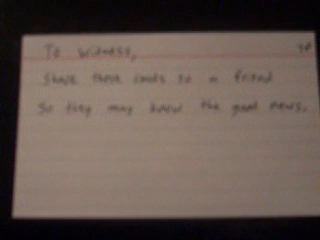 To witness,
Share these cards to a friend
So they may know the good news.